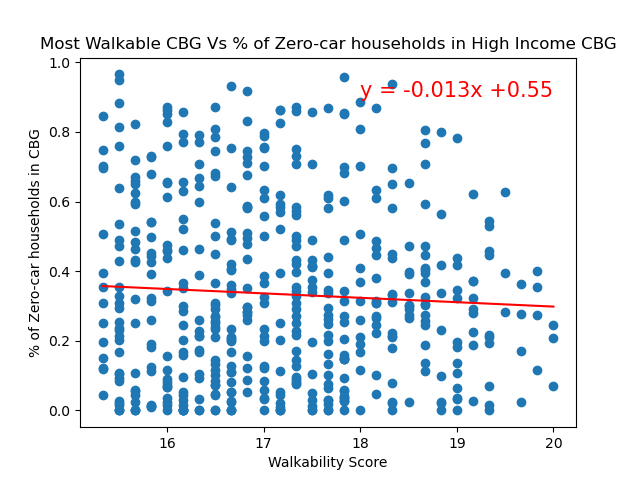 Most Walkable CBG Vs % of Zero-car households in High Income CBG
y = -0.013x +0.55
% of Zero-car households in CBG
1.0
0.8
0.6
0.4
0.2
0.0
16 17 18 19 20
Walkability Score